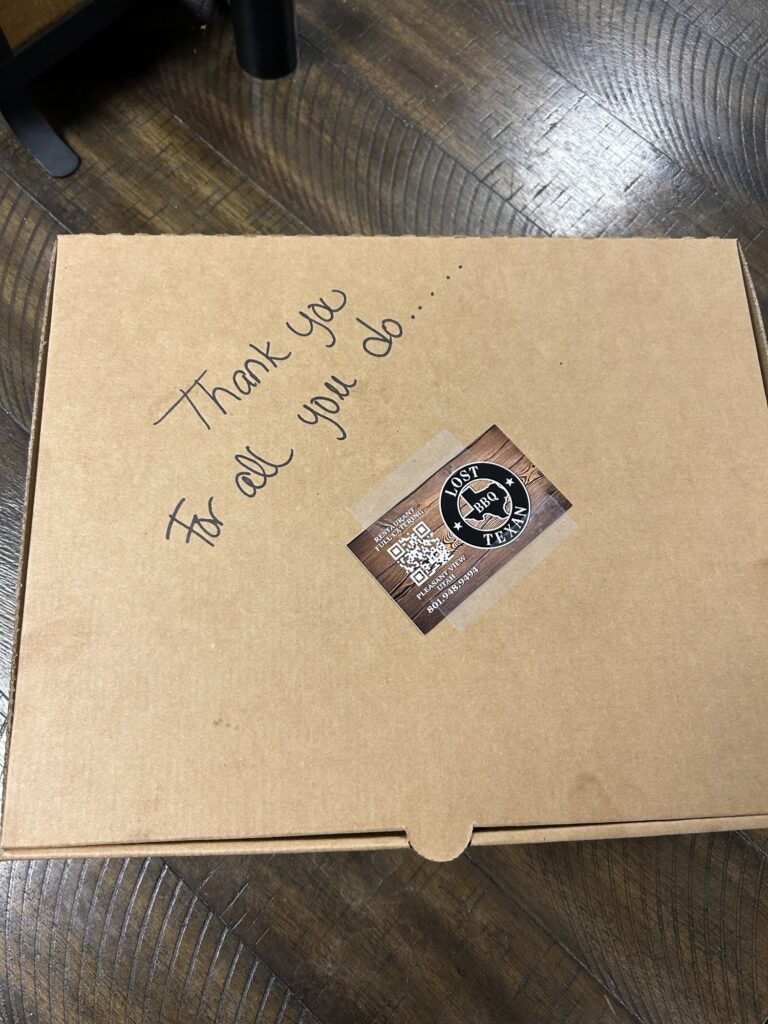 Thank you
For all you do......
LOST
BBQ
TEXAN
RESTAURANT
FULL CATERING
PLEASANT VIEW
UTAH
801.948.9494